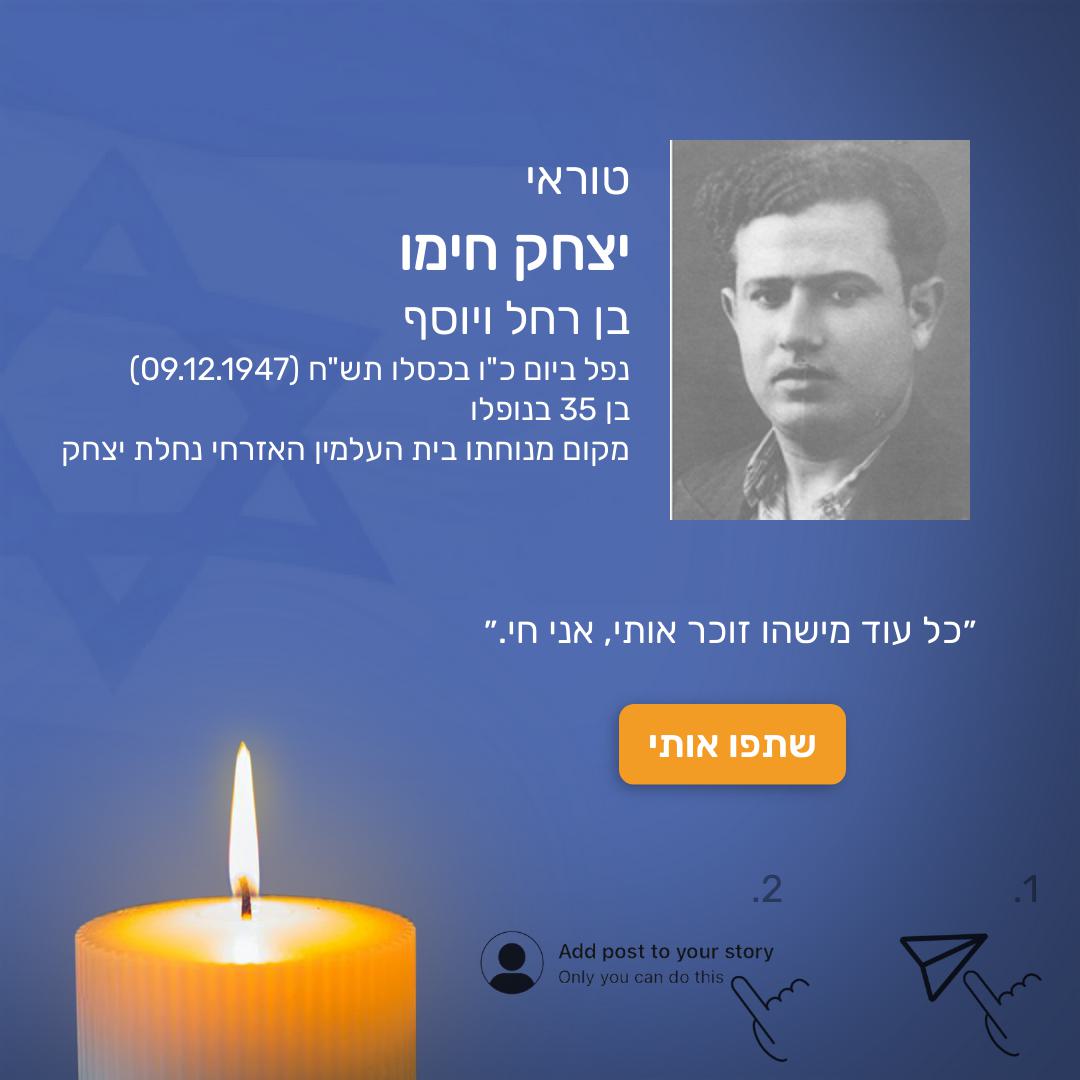 טוראי
יצחק חימו
בן רחל ויוסף
נפל ביום כ"ו בכסלו תש"ח (09.12.1947)
בן 35 בנופלו
מקום מנוחתו בית העלמין האזרחי נחלת יצחק
״כל עוד מישהו זוכר אותי, אני חי.״
שתפו אותי
1.
2.
Add post to your story
Only you can do this